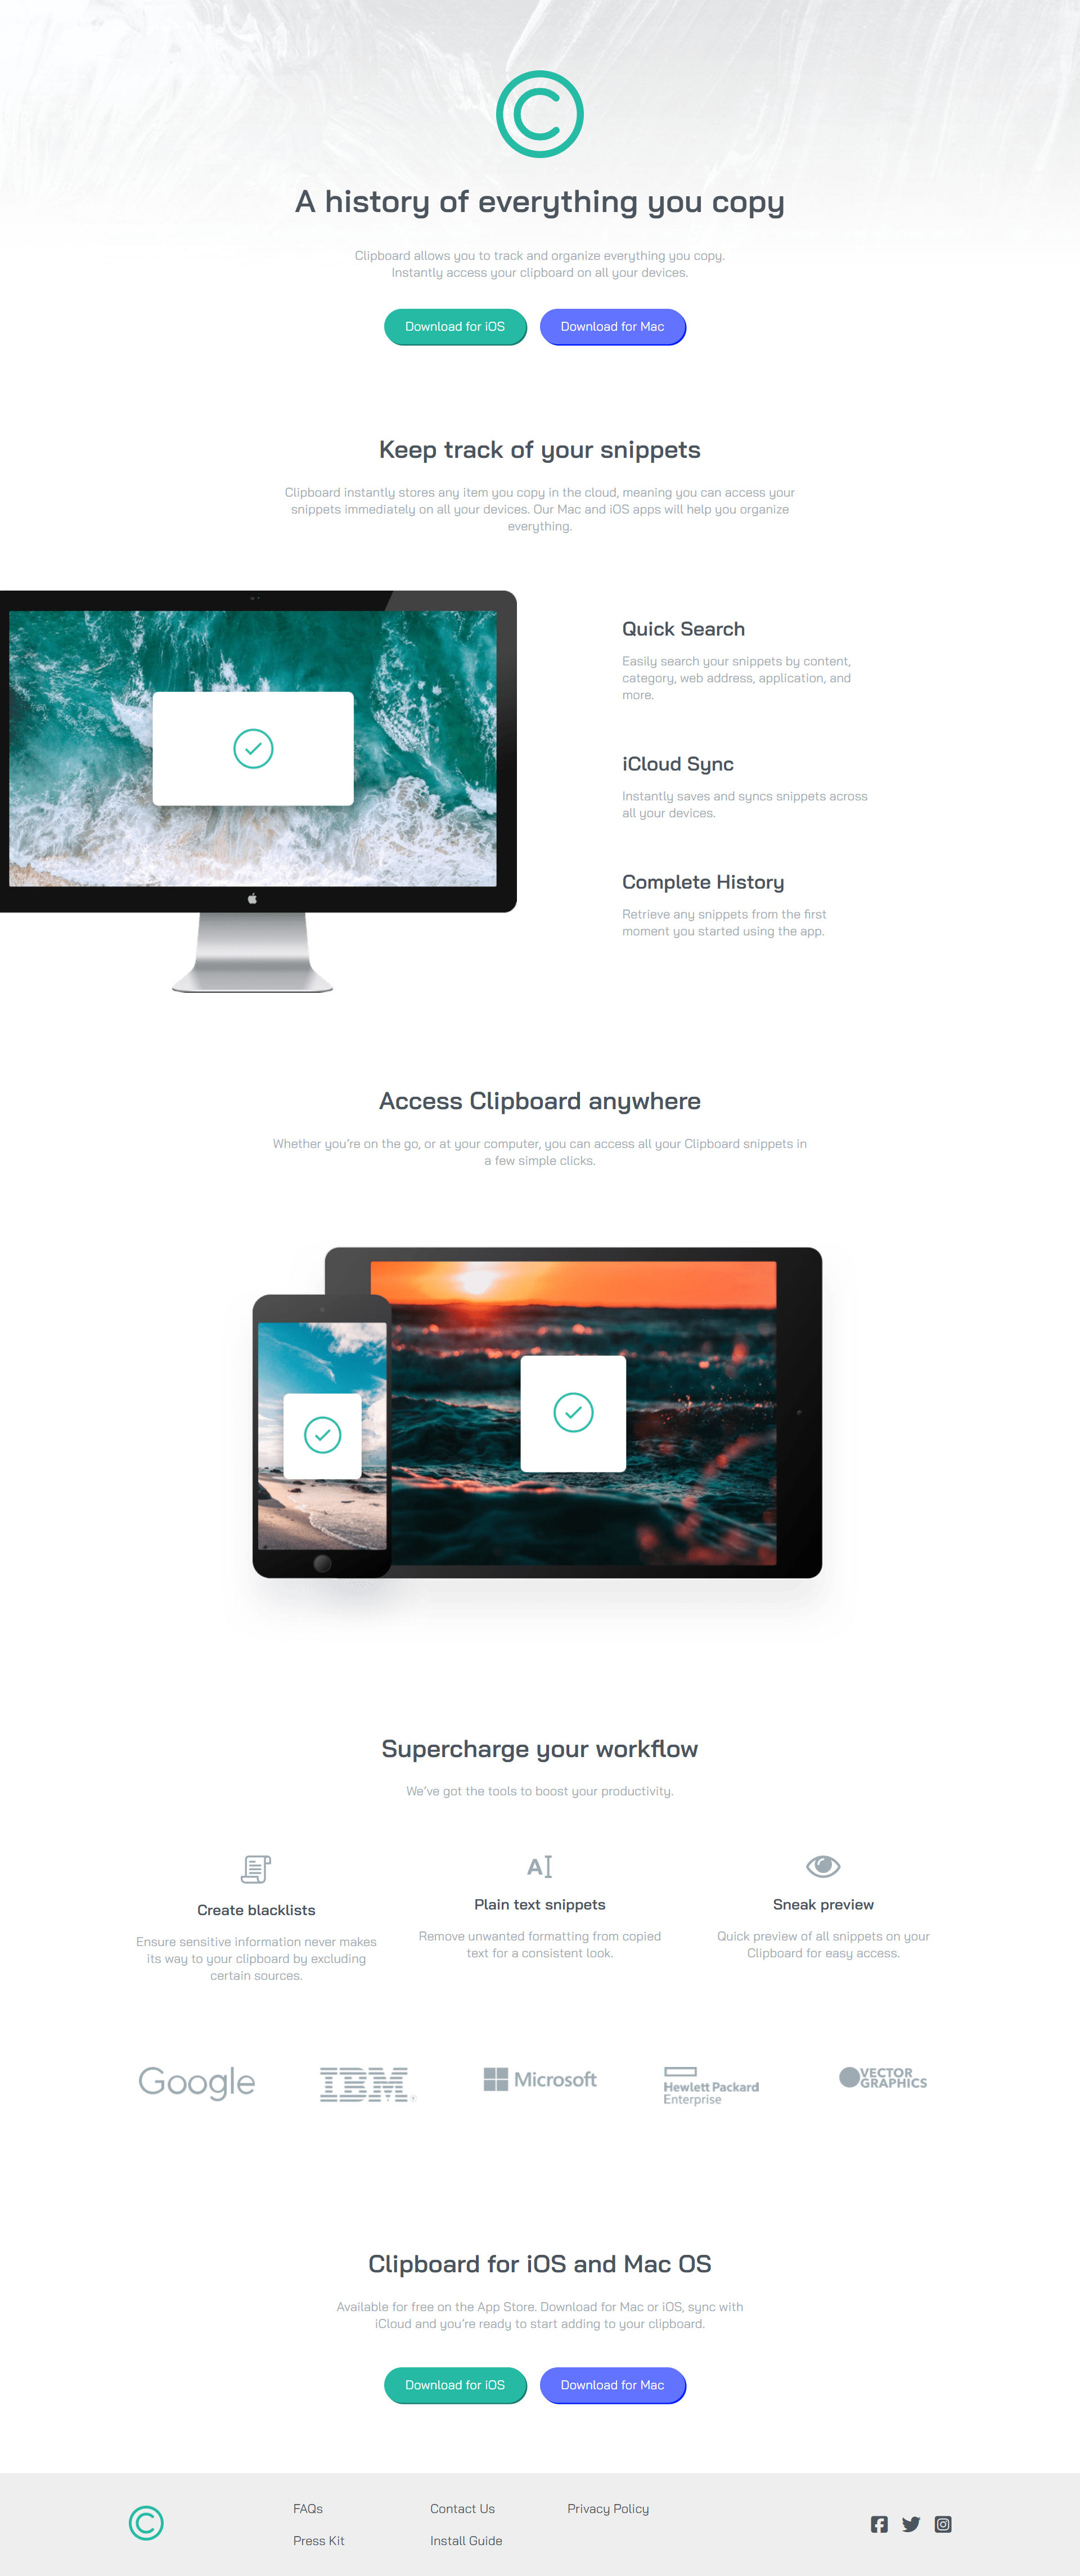 A history of everything you copy
Clipboard allows you to track and organize everything you copy.
Instantly access your clipboard on all your devices.
Download for iOS
Download for Mac
Keep track of your snippets
Clipboard instantly stores any item you copy in the cloud, meaning you can access your
snippets immediately on all your devices. Our Mac and iOS apps will help you organize
everything.
Quick Search
Easily search your snippets by content,
category, web address, application, and
more.
iCloud Sync
Instantly saves and syncs snippets across
all your devices.
Complete History
Retrieve any snippets from the first
moment you started using the app.
Access Clipboard anywhere
Whether you’re on the go, or at your computer, you can access all your Clipboard snippets in
a few simple clicks.
Supercharge your workflow
We’ve got the tools to boost your productivity.
Create blacklists
Ensure sensitive information never makes
its way to your clipboard by excluding
certain sources.
A
Plain text snippets
Remove unwanted formatting from copied
text for a consistent look.
Sneak preview
Quick preview of all snippets on your
Clipboard for easy access.
Google
IBM
Microsoft
Hewlett Packard
Enterprise
VECTOR
GRAPHICS
Clipboard for iOS and Mac OS
Available for free on the App Store. Download for Mac or iOS, sync with
iCloud and you’re ready to start adding to your clipboard.
Download for iOS
Download for Mac
FAQs
Contact Us
Privacy Policy
Press Kit
Install Guide